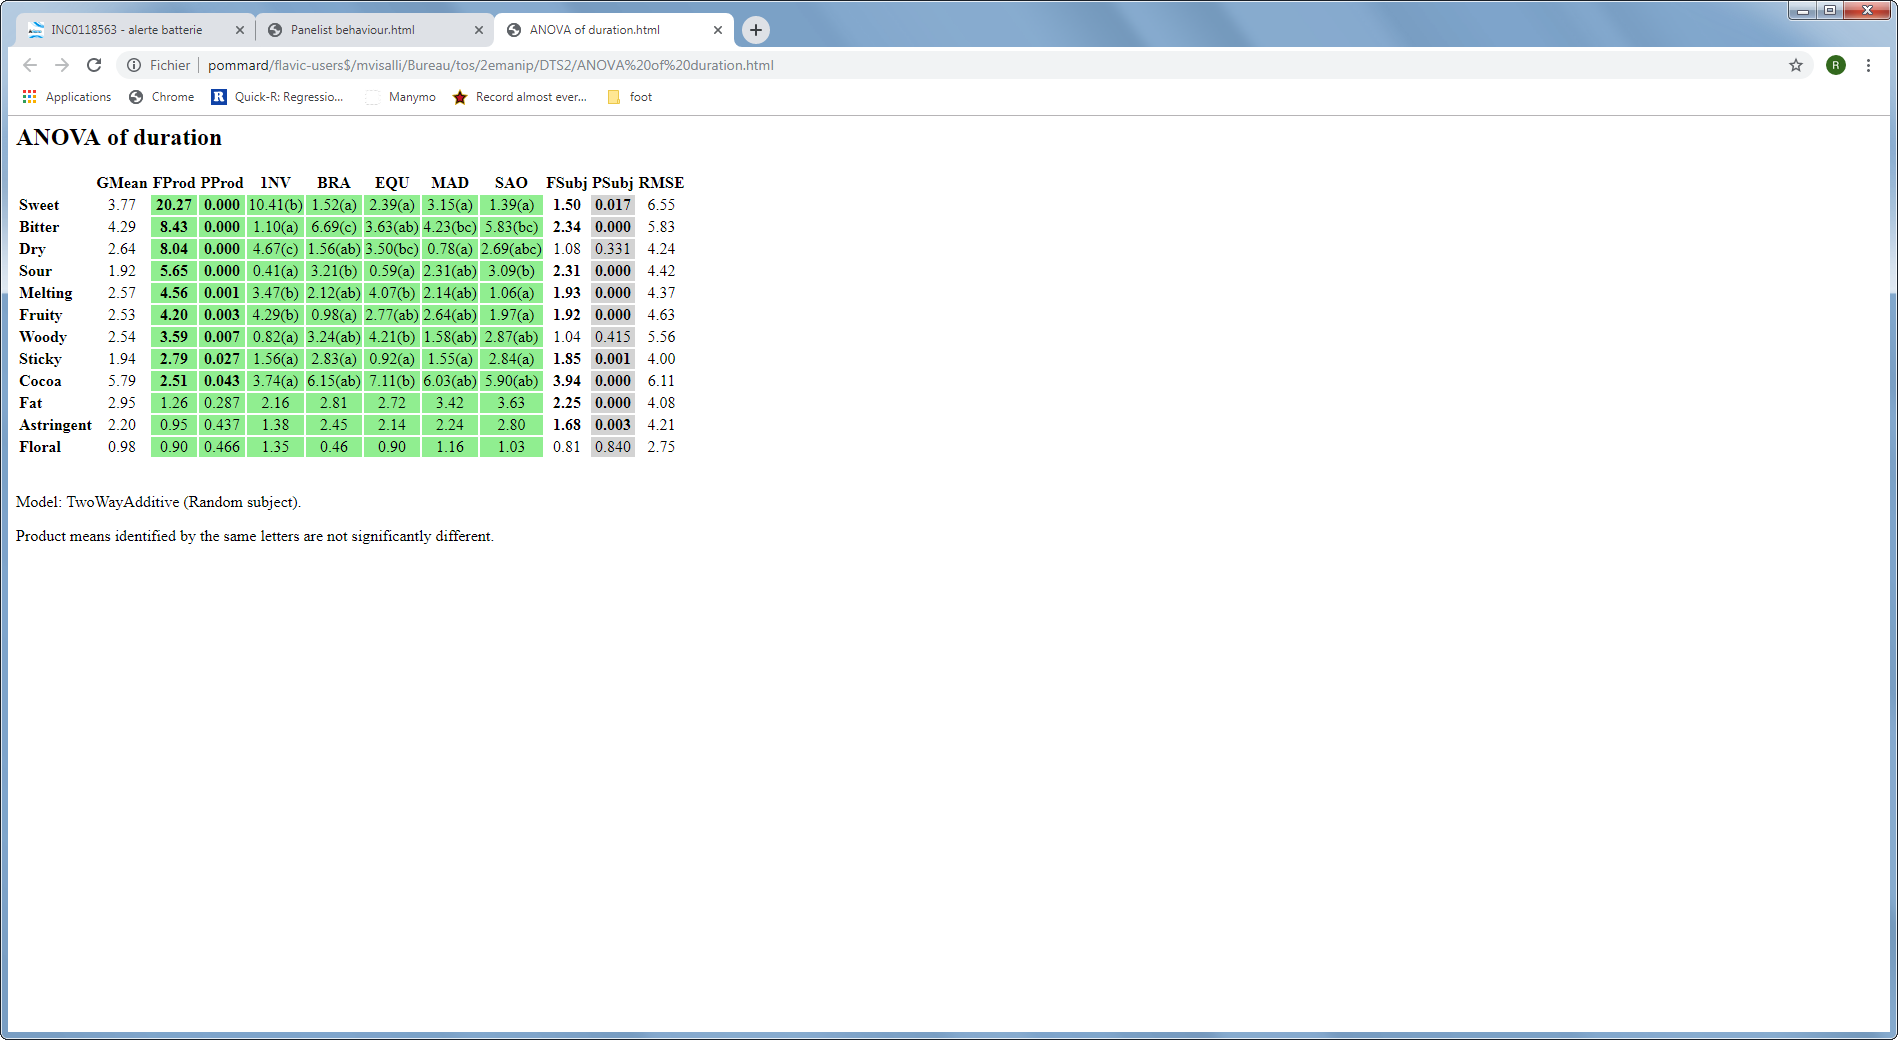 INC0118563 - alerte batterie
Panelist behaviour.html
ANOVA of duration.html
Fichier pommard/flavic-users$/mvisalli/Bureau/tos/2emanip/DTS2/ANOVA%20of%20duration.html
R
Applications Chrome R Quick-R: Regressio... Manymo Record almost ever... foot
ANOVA of duration
GMean FProd PProd 1NV BRA EQU MAD SAO FSubj PSubj RMSE
Sweet 3.77 20.27 0.000 10.41(b) 1.52(a) 2.39(a) 3.15(a) 1.39(a) 1.50 0.017 6.55
Bitter 4.29 8.43 0.000 1.10(a) 6.69(c) 3.63(ab) 4.23(bc) 5.83(bc) 2.34 0.000 5.83
Dry 2.64 8.04 0.000 4.67(c) 1.56(ab) 3.50(bc) 0.78(a) 2.69(abc) 1.08 0.331 4.24
Sour 1.92 5.65 0.000 0.41(a) 3.21(b) 0.59(a) 2.31(ab) 3.09(b) 2.31 0.000 4.42
Melting 2.57 4.56 0.001 3.47(b) 2.12(ab) 4.07(b) 2.14(ab) 1.06(a) 1.93 0.000 4.37
Fruity 2.53 4.20 0.003 4.29(b) 0.98(a) 2.77(ab) 2.64(ab) 1.97(a) 1.92 0.000 4.63
Woody 2.54 3.59 0.007 0.82(a) 3.24(ab) 4.21(b) 1.58(ab) 2.87(ab) 1.04 0.415 5.56
Sticky 1.94 2.79 0.027 1.56(a) 2.83(a) 0.92(a) 1.55(a) 2.84(a) 1.85 0.001 4.00
Cocoa 5.79 2.51 0.043 3.74(a) 6.15(ab) 7.11(b) 6.03(ab) 5.90(ab) 3.94 0.000 6.11
Fat 2.95 1.26 0.287 2.16 2.81 2.72 3.42 3.63 2.25 0.000 4.08
Astringent 2.20 0.95 0.437 1.38 2.45 2.14 2.24 2.80 1.68 0.003 4.21
Floral 0.98 0.90 0.466 1.35 0.46 0.90 1.16 1.03 0.81 0.840 2.75
Model: TwoWayAdditive (Random subject).
Product means identified by the same letters are not significantly different.